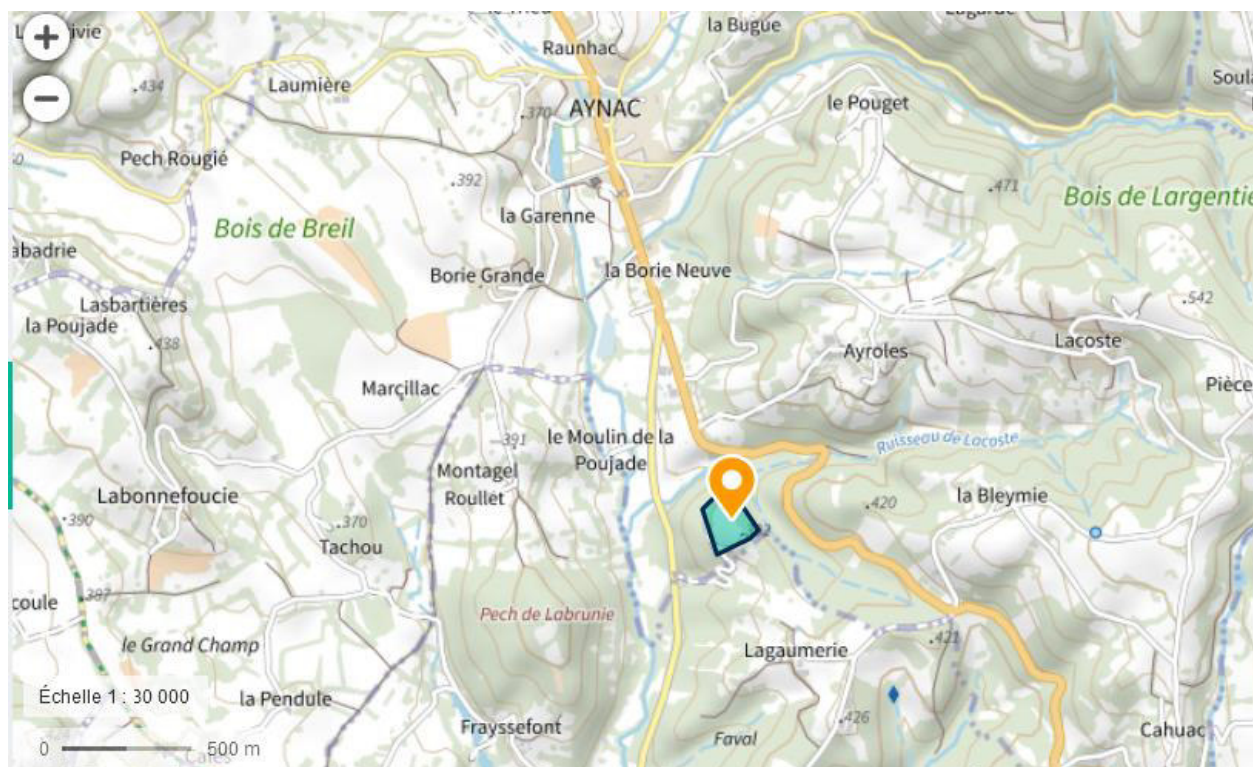 +
−
la Bugue
Raunhac
Laumière
.434
AYNAC
.370
le Pouget
Pech Rougié
.392
.471
Bois de Largentie
la Garenne
Bois de Breil
abadrie
Borie Grande
la Borie Neuve
Lasbartières
.542
la Poujade
.438
Lacoste
Ayroles
Marçillac
Pièce
391
le Moulin de la
Poujade
Ruisseau de Lacoste
Montagel
Roullet
Labonnefoucie
.420
la Bleymie
.390
.370
Tachou
397
coule
Pech de Labrunie
le Grand Champ
.421
Lagaumerie
Échelle 1 : 30 000
la Pendule
.426
Frayssefont
Faval
Cahuac
0 500 m